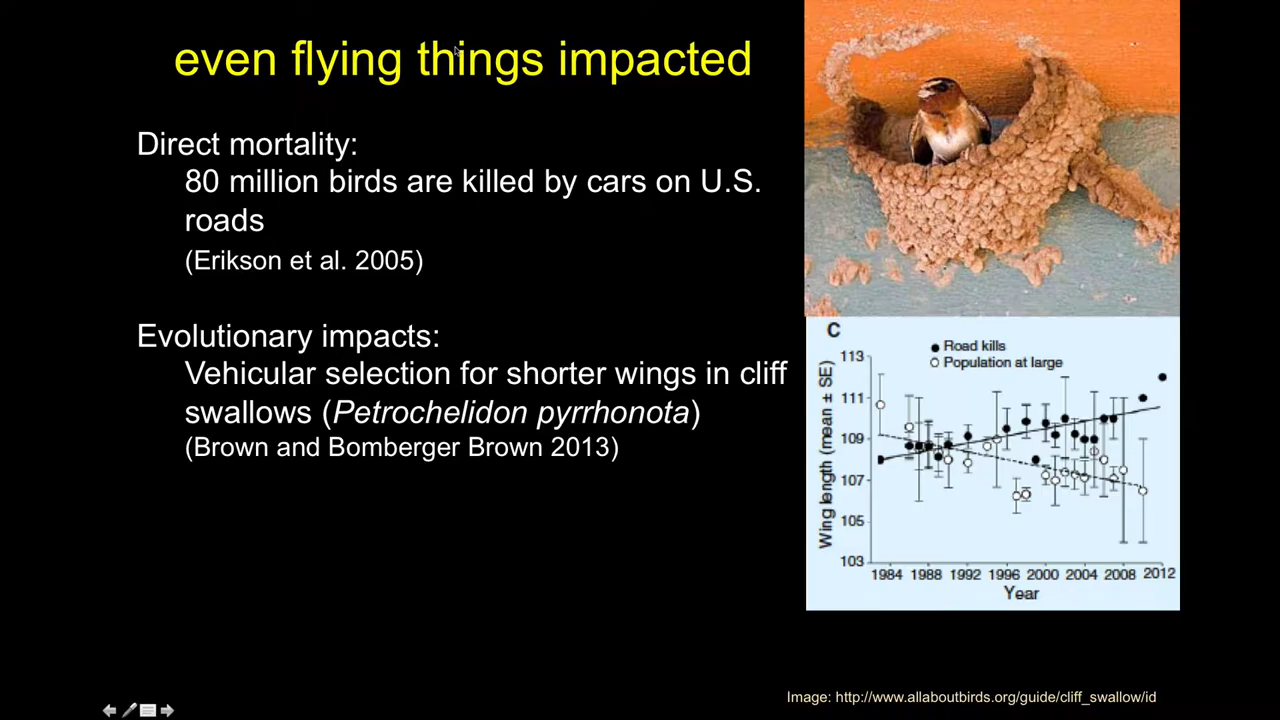 even flying things impacted
Direct mortality:
80 million birds are killed by cars on U.S.
roads
(Erikson et al. 2005)
Evolutionary impacts:
Vehicular selection for shorter wings in cliff
swallows (Petrochelidon pyrrhonota)
(Brown and Bomberger Brown 2013)
C
Road kills
Population at large
Wing length (mean ± SE)
113
111
109
107
105
103
1984 1988 1992 1996 2000 2004 2008 2012
Year
Image: http://www.allaboutbirds.org/guide/cliff_swallow/id